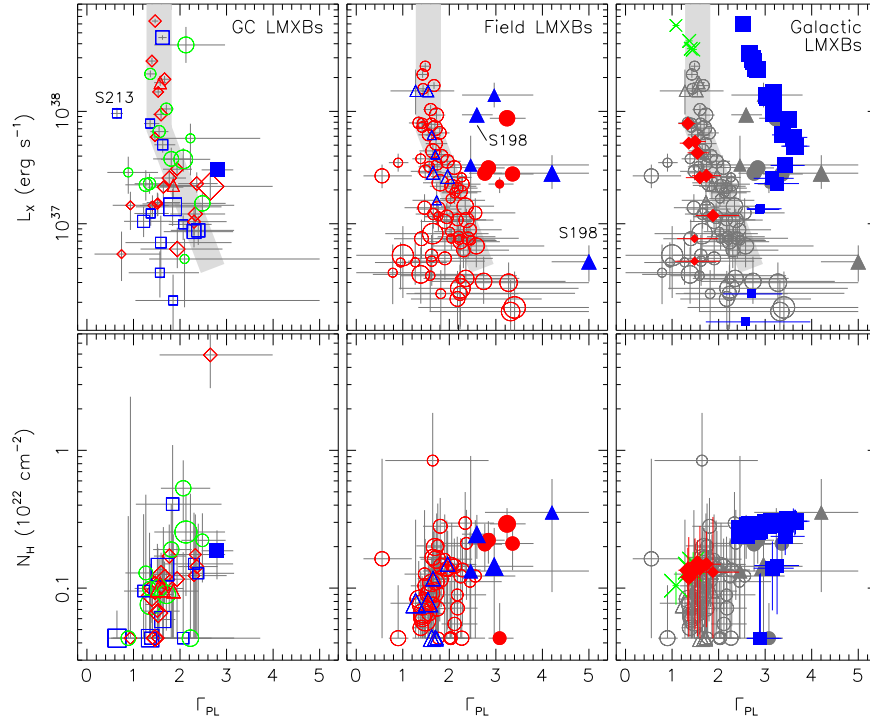 GC LMXBs
Field LMXBs
Galactic LMXBs
S213
S198
S198
10^38
10^37
L_X (erg s^-1)
1
0.1
N_H (10^22 cm^-2)
0 1 2 3 4 5
0 1 2 3 4 5
0 1 2 3 4 5
Γ_PL
Γ_PL
Γ_PL